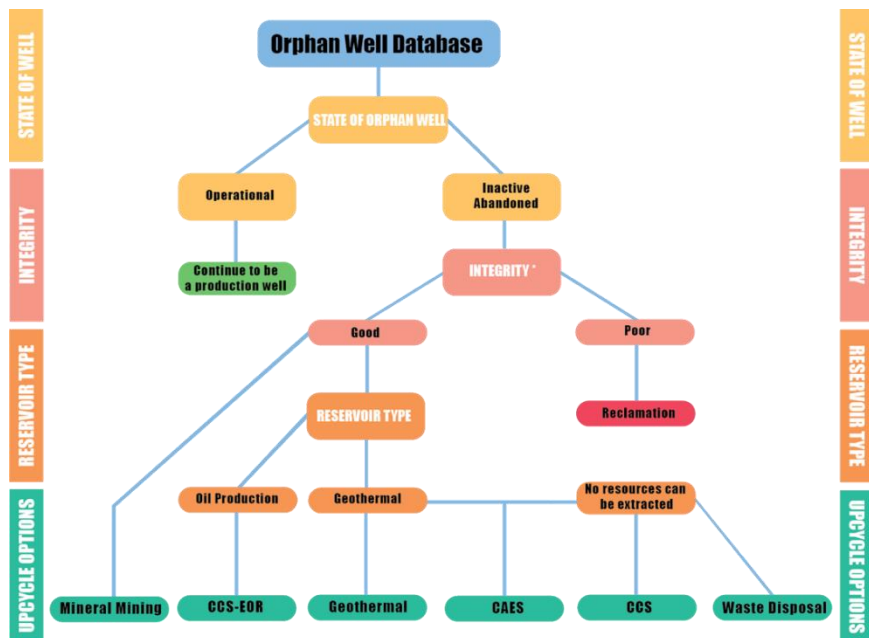 Orphan Well Database
STATE OF WELL
STATE OF WELL
STATE OF ORPHAN WELL
Operational
Inactive
Abandoned
INTEGRITY
INTEGRITY
Continue to be
a production well
INTEGRITY *
Good
Poor
RESERVOIR TYPE
RESERVOIR TYPE
RESERVOIR TYPE
Reclamation
Oil Production
Geothermal
No resources can
be extracted
UPCYCLE OPTIONS
UPCYCLE OPTIONS
Mineral Mining
CCS-EOR
Geothermal
CAES
CCS
Waste Disposal